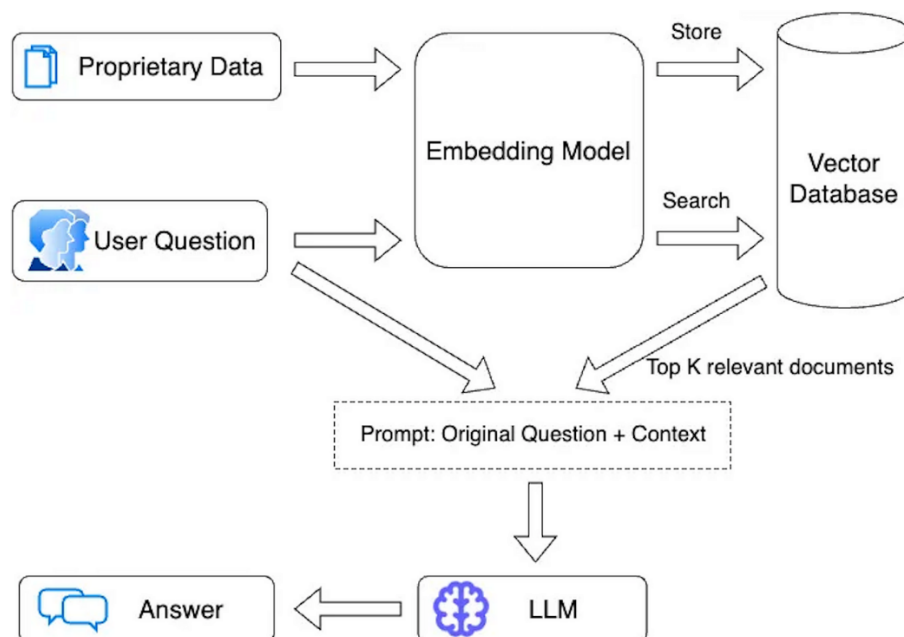 Proprietary Data
Store
Embedding Model
Vector
Database
User Question
Search
Top K relevant documents
Prompt: Original Question + Context
Answer
LLM